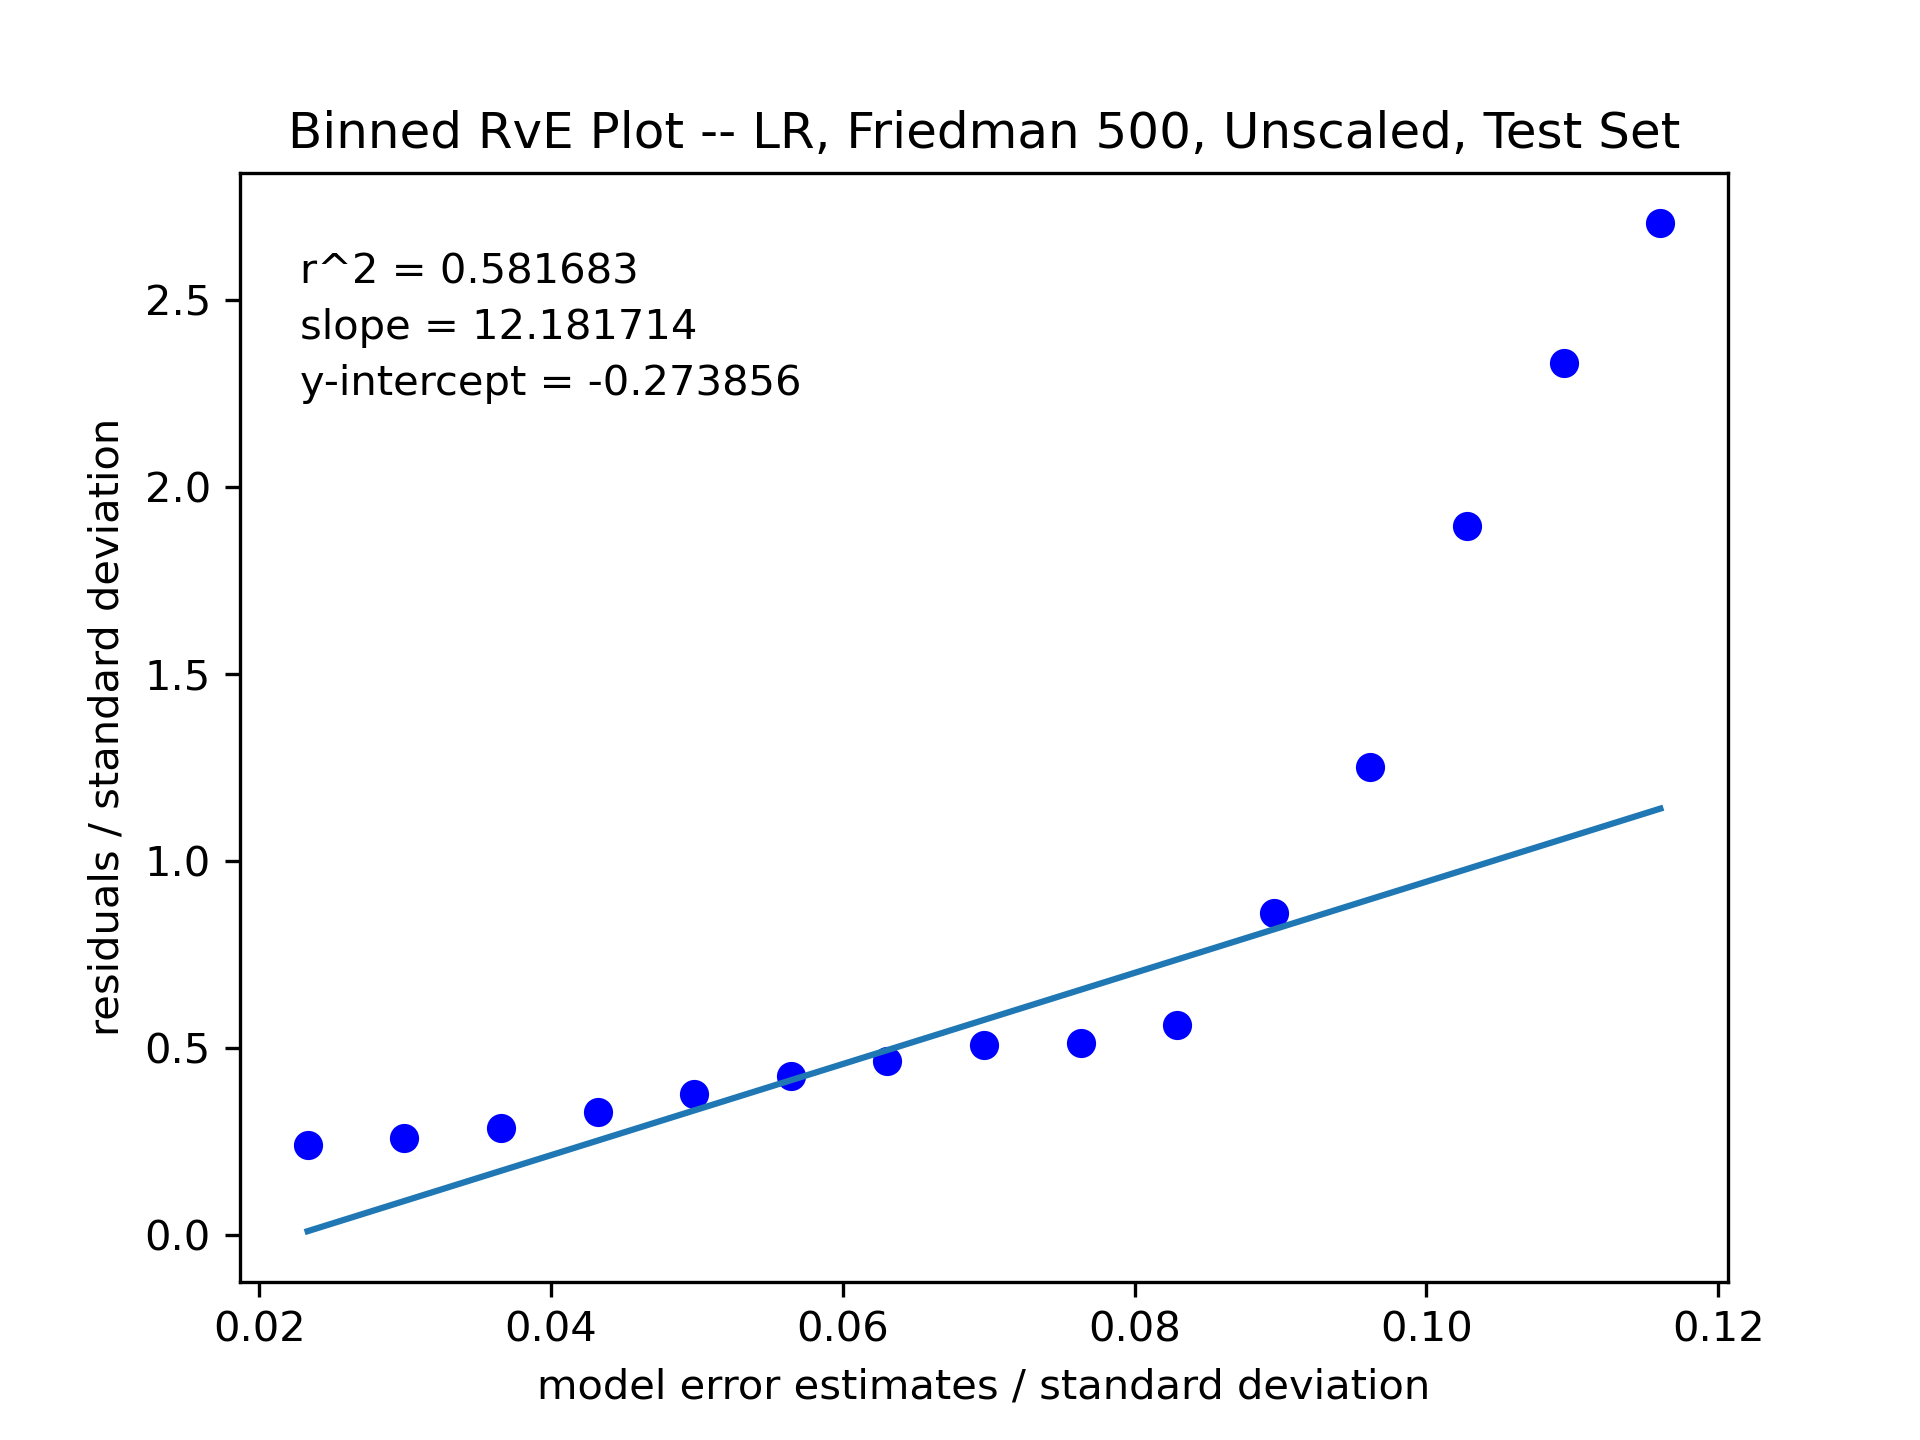 Binned RvE Plot -- LR, Friedman 500, Unscaled, Test Set
r^2 = 0.581683
slope = 12.181714
y-intercept = -0.273856
residuals / standard deviation
2.5
2.0
1.5
1.0
0.5
0.0
0.02 0.04 0.06 0.08 0.10 0.12
model error estimates / standard deviation